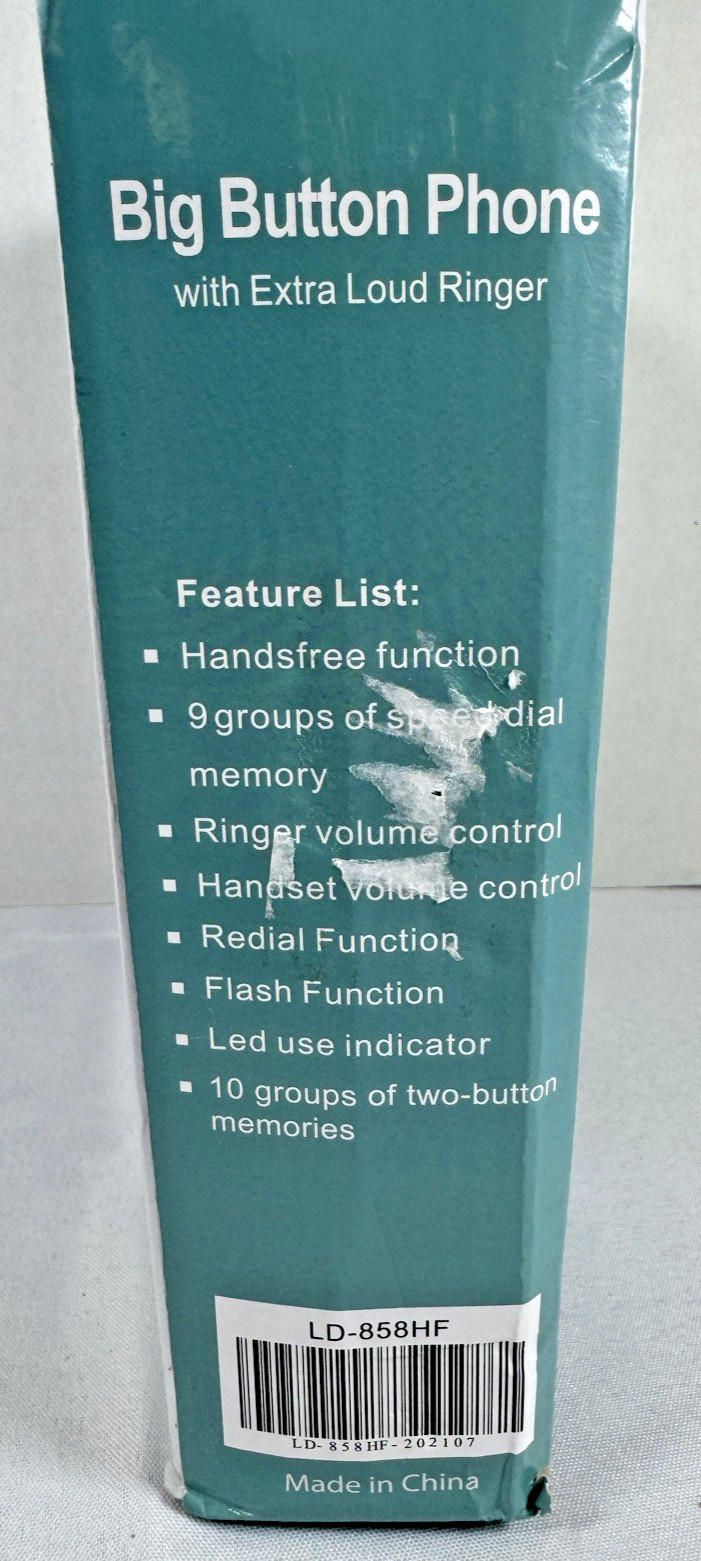 Big Button Phone
with Extra Loud Ringer
Feature List:
▪ Handsfree function
▪ 9 groups of speed dial
memory
▪ Ringer volume control
▪ Handset volume control
▪ Redial Function
▪ Flash Function
▪ Led use indicator
▪ 10 groups of two-button
memories
LD-858HF
LD-858HF-202107
Made in China